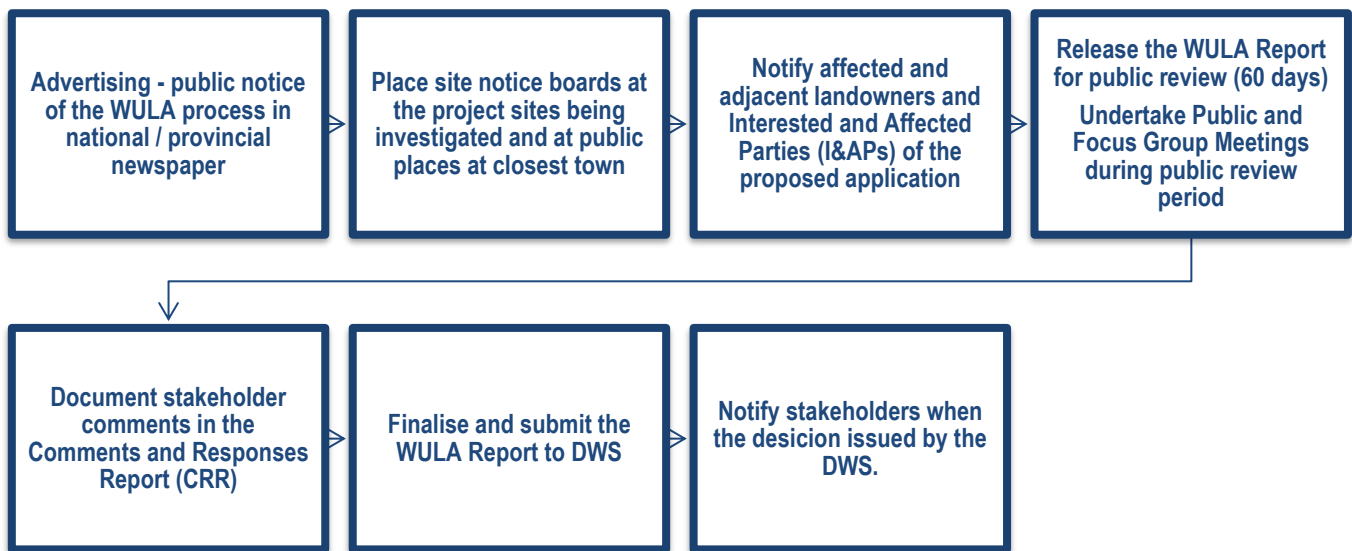 Advertising - public notice
of the WULA process in
national / provincial
newspaper
Place site notice boards at
the project sites being
investigated and at public
places at closest town
Notify affected and
adjacent landowners and
Interested and Affected
Parties (I&APs) of the
proposed application
Release the WULA Report
for public review (60 days)
Undertake Public and
Focus Group Meetings
during public review
period
Document stakeholder
comments in the
Comments and Responses
Report (CRR)
Finalise and submit the
WULA Report to DWS
Notify stakeholders when
the desicion issued by the
DWS.